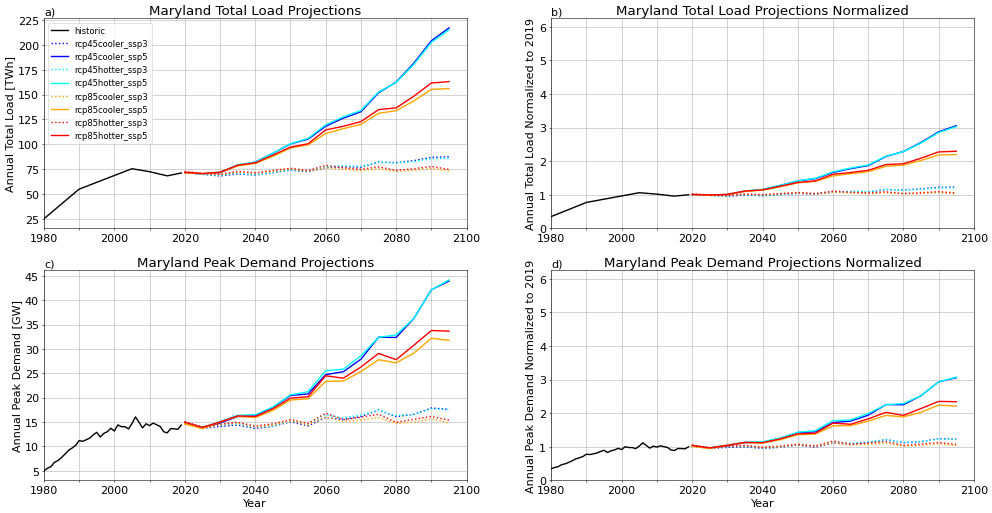 a) Maryland Total Load Projections
Annual Total Load [TWh]
225
200
175
150
125
100
75
50
25
historic
rcp45cooler_ssp3
rcp45cooler_ssp5
rcp45hotter_ssp3
rcp45hotter_ssp5
rcp85cooler_ssp3
rcp85cooler_ssp5
rcp85hotter_ssp3
rcp85hotter_ssp5
1980 2000 2020 2040 2060 2080 2100
b) Maryland Total Load Projections Normalized
Annual Total Load Normalized to 2019
6
5
4
3
2
1
0
1980 2000 2020 2040 2060 2080 2100
c) Maryland Peak Demand Projections
Annual Peak Demand [GW]
45
40
35
30
25
20
15
10
5
1980 2000 2020 2040 2060 2080 2100
Year
d) Maryland Peak Demand Projections Normalized
Annual Peak Demand Normalized to 2019
6
5
4
3
2
1
0
1980 2000 2020 2040 2060 2080 2100
Year